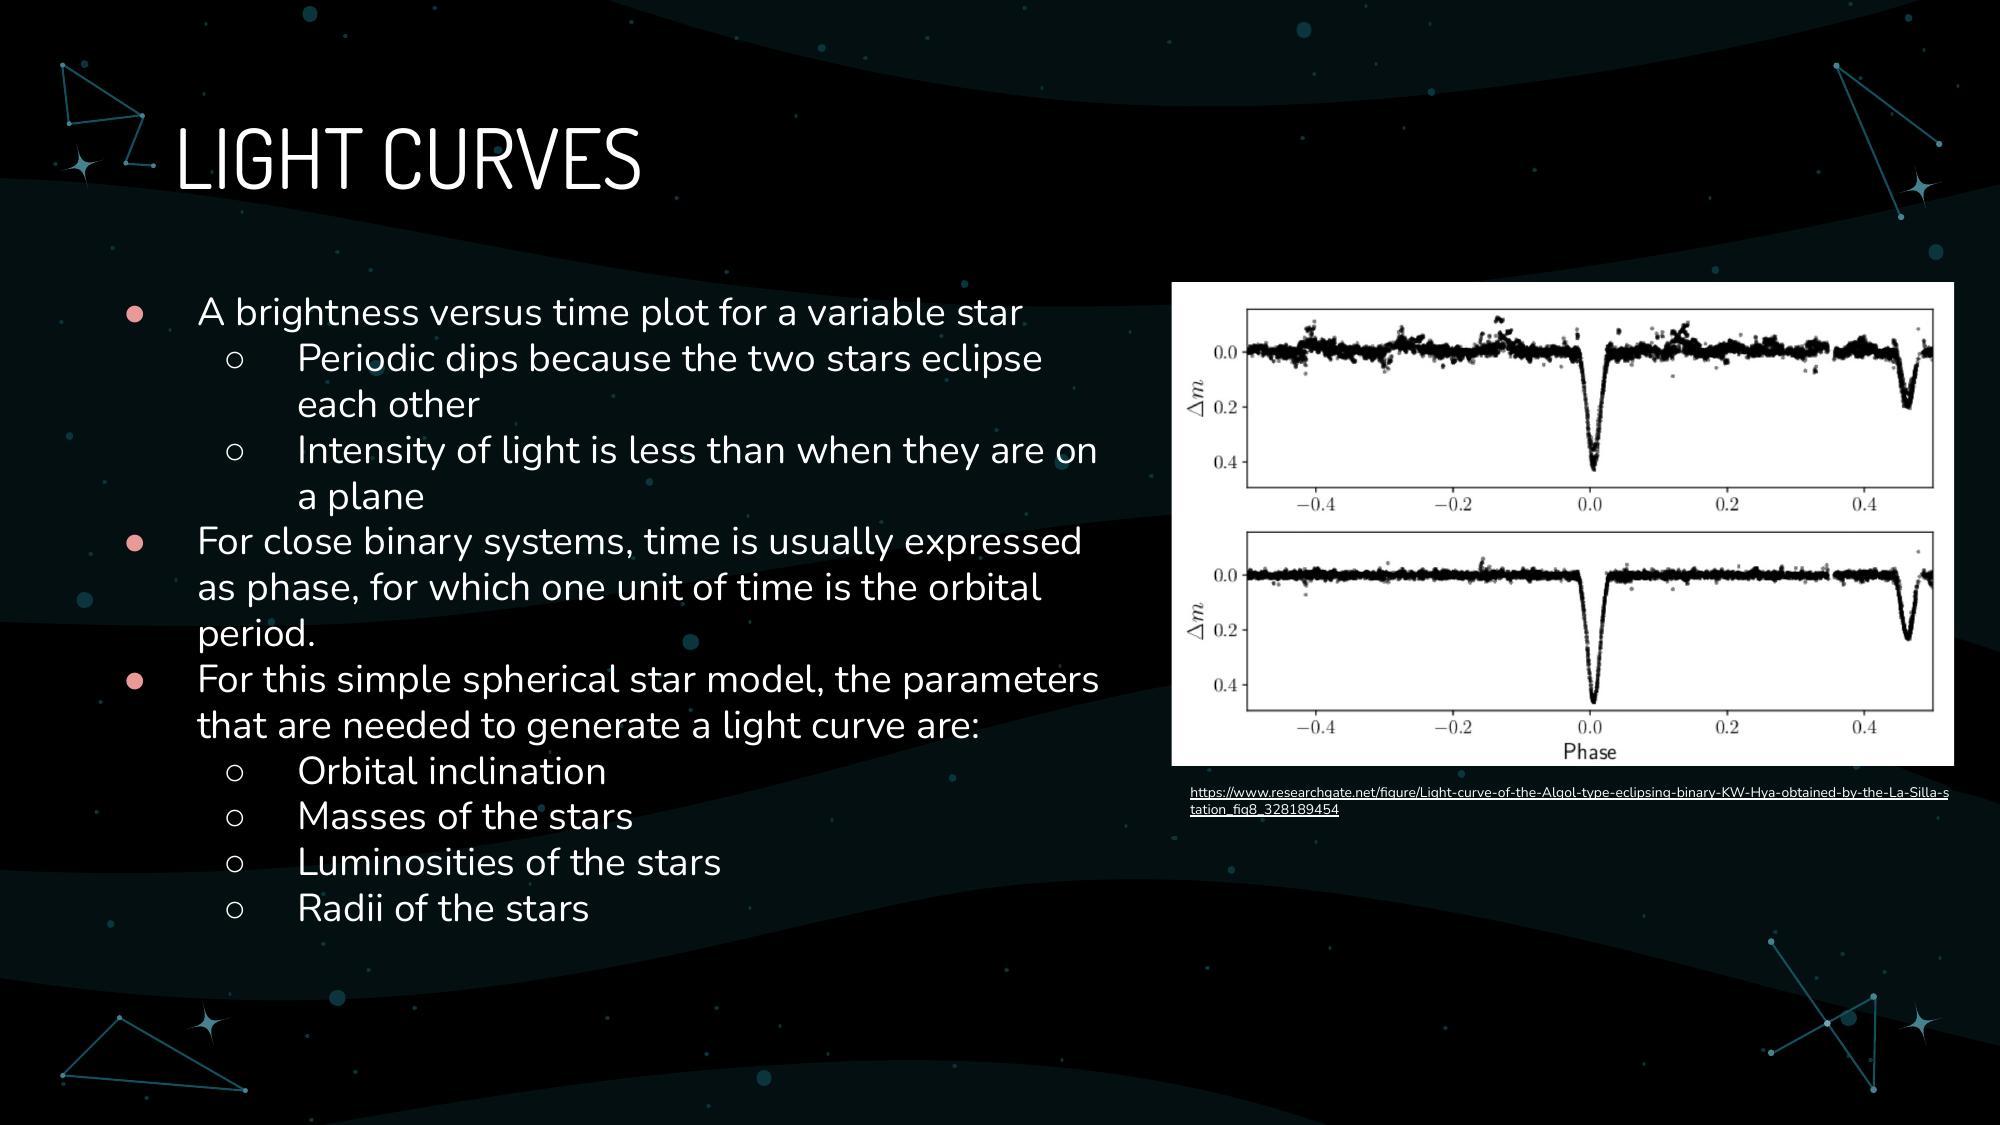 LIGHT CURVES
● A brightness versus time plot for a variable star
○ Periodic dips because the two stars eclipse
each other
○ Intensity of light is less than when they are on
a plane
● For close binary systems, time is usually expressed
as phase, for which one unit of time is the orbital
period.
● For this simple spherical star model, the parameters
that are needed to generate a light curve are:
○ Orbital inclination
○ Masses of the stars
○ Luminosities of the stars
○ Radii of the stars
Δm
0.0
0.2
0.4
−0.4 −0.2 0.0 0.2 0.4
Δm
0.0
0.2
0.4
−0.4 −0.2 0.0 0.2 0.4
Phase
https://www.researchgate.net/figure/Light-curve-of-the-Algol-type-eclipsing-binary-KW-Hya-obtained-by-the-La-Silla-s
tation_fig8_328189454